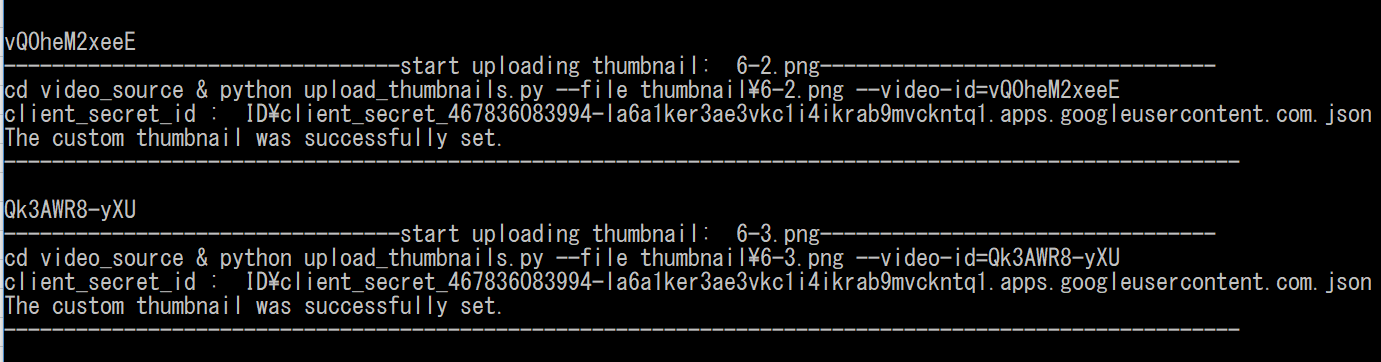 vQOheM2xeeE
---------------------------------start uploading thumbnail:  6-2.png---------------------------------
cd video_source & python upload_thumbnails.py --file thumbnail¥6-2.png --video-id=vQOheM2xeeE
client_secret_id :  ID¥client_secret_467836083994-la6a1ker3ae3vkc1i4ikrab9mvckntq1.apps.googleusercontent.com.json
The custom thumbnail was successfully set.
-------------------------------------------------------------------------------------------------------
Qk3AWR8-yXU
---------------------------------start uploading thumbnail:  6-3.png---------------------------------
cd video_source & python upload_thumbnails.py --file thumbnail¥6-3.png --video-id=Qk3AWR8-yXU
client_secret_id :  ID¥client_secret_467836083994-la6a1ker3ae3vkc1i4ikrab9mvckntq1.apps.googleusercontent.com.json
The custom thumbnail was successfully set.
-------------------------------------------------------------------------------------------------------